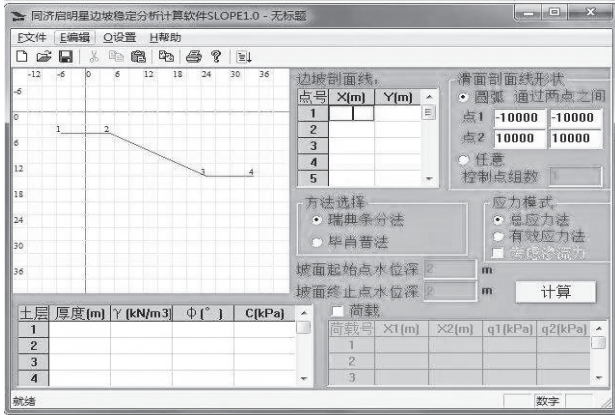 同济启明星边坡稳定分析计算软件SLOPE1.0 - 无标题
F文件 E编辑 O设置 H帮助
-12 -6 0 6 12 18 24 30 36
-6
0
6
12
18
24
30
36
1 2 3 4
边坡剖面线:
点号 X(m) Y(m)
1
2
3
4
5
滑面剖面线形状
圆弧 通过两点之间
点1 -10000 -10000
点2 10000 10000
任意
控制点组数
方法选择
瑞典条分法
毕肖普法
应力模式
总应力法
有效应力法
考虑渗流力
坡面起始点水位深 2 m
坡面终止点水位深 2 m
计算
土层 厚度(m) γ (kN/m3) Φ(°) C(kPa)
1
2
3
4
荷载
荷载号 X1(m) X2(m) q1(kPa) q2(kPa)
1
2
3
就绪
数字